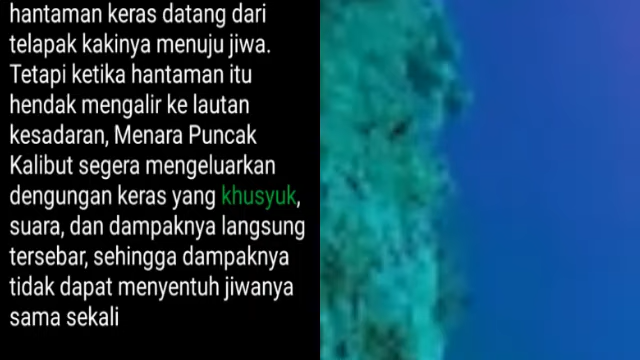 hantaman keras datang dari
telapak kakinya menuju jiwa.
Tetapi ketika hantaman itu
hendak mengalir ke lautan
kesadaran, Menara Puncak
Kalibut segera mengeluarkan
dengungan keras yang khusyuk,
suara, dan dampaknya langsung
tersebar, sehingga dampaknya
tidak dapat menyentuh jiwanya
sama sekali